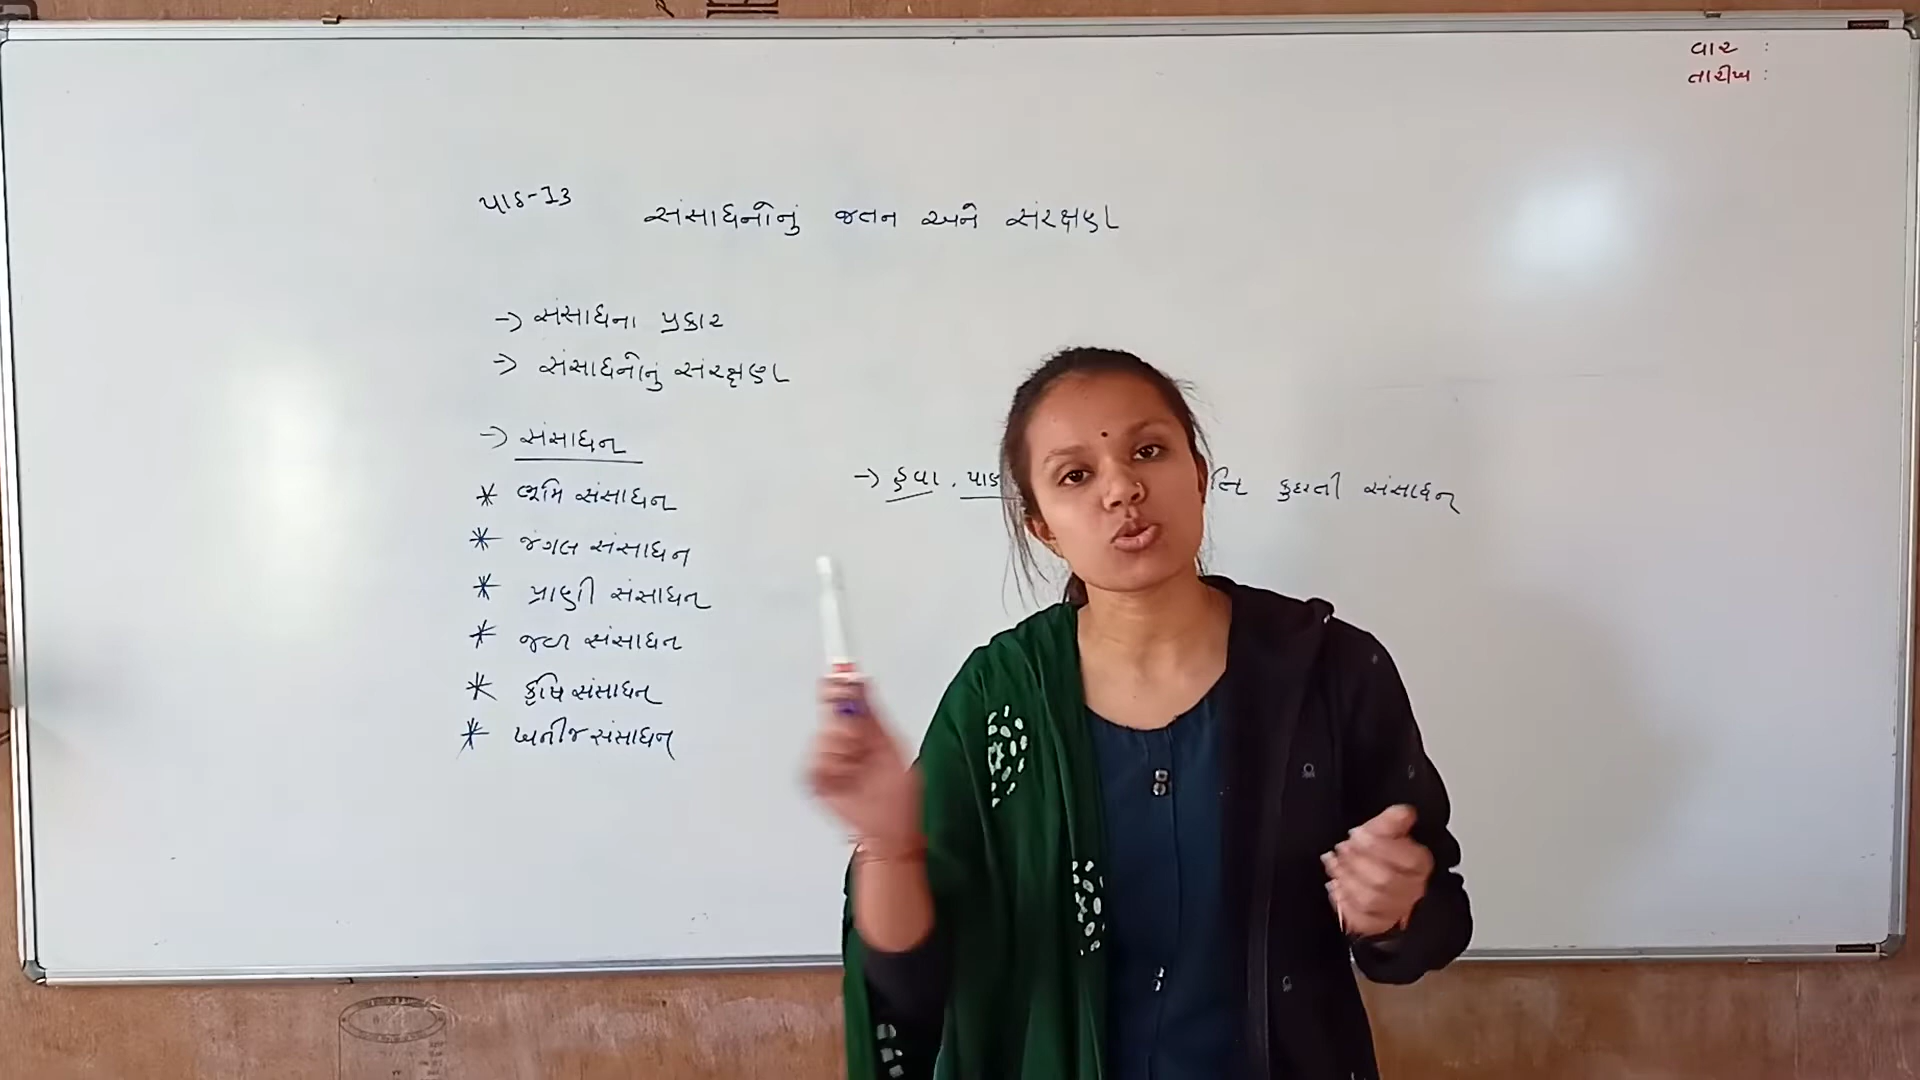 વાર :
તારીખ :
પાઠ-13 સંસાધનોનું જતન અને સંરક્ષણ
→ સંસાધના પ્રકાર
→ સંસાધનોનું સંરક્ષણ
→ સંસાધન
* ભૂમિ સંસાધન
* જંગલ સંસાધન
* પ્રાણી સંસાધન
* જળ સંસાધન
* કૃષિ સંસાધન
* ખનીજ સંસાધન
→ હવા, કુદરતી સંસાધન